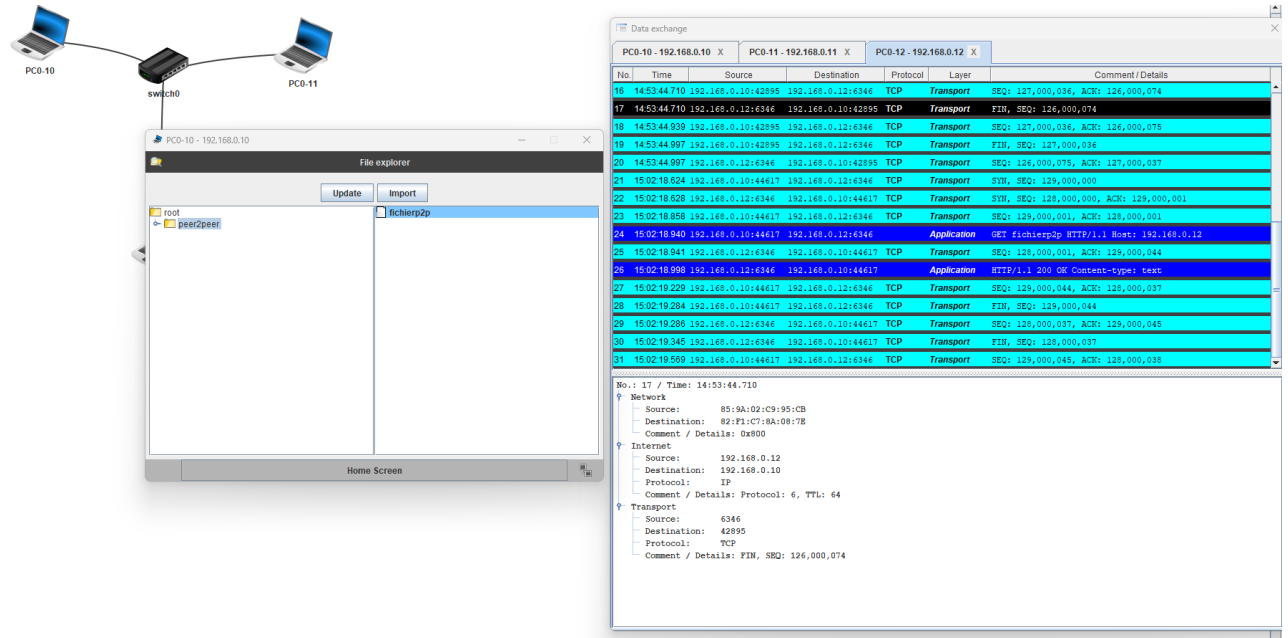 PC0-10
switch0
PC0-11
PC0-10 - 192.168.0.10
File explorer
Update Import
root
peer2peer
fichierp2p
Home Screen
Data exchange
PC0-10 - 192.168.0.10 X PC0-11 - 192.168.0.11 X PC0-12 - 192.168.0.12 X
No. Time Source Destination Protocol Layer Comment / Details
16 14:53:44.710 192.168.0.10:42895 192.168.0.12:6346 TCP Transport SEQ: 127,000,036, ACK: 126,000,074
17 14:53:44.710 192.168.0.12:6346 192.168.0.10:42895 TCP Transport FIN, SEQ: 126,000,074
18 14:53:44.939 192.168.0.10:42895 192.168.0.12:6346 TCP Transport SEQ: 127,000,036, ACK: 126,000,075
19 14:53:44.997 192.168.0.10:42895 192.168.0.12:6346 TCP Transport FIN, SEQ: 127,000,036
20 14:53:44.997 192.168.0.12:6346 192.168.0.10:42895 TCP Transport SEQ: 126,000,075, ACK: 127,000,037
21 15:02:18.624 192.168.0.10:44617 192.168.0.12:6346 TCP Transport SYN, SEQ: 129,000,000
22 15:02:18.628 192.168.0.12:6346 192.168.0.10:44617 TCP Transport SYN, SEQ: 128,000,000, ACK: 129,000,001
23 15:02:18.858 192.168.0.10:44617 192.168.0.12:6346 TCP Transport SEQ: 129,000,001, ACK: 128,000,001
24 15:02:18.940 192.168.0.10:44617 192.168.0.12:6346 Application GET fichierp2p HTTP/1.1 Host: 192.168.0.12
25 15:02:18.941 192.168.0.12:6346 192.168.0.10:44617 TCP Transport SEQ: 128,000,001, ACK: 129,000,044
26 15:02:18.998 192.168.0.12:6346 192.168.0.10:44617 Application HTTP/1.1 200 OK Content-type: text
27 15:02:19.229 192.168.0.10:44617 192.168.0.12:6346 TCP Transport SEQ: 129,000,044, ACK: 128,000,037
28 15:02:19.284 192.168.0.10:44617 192.168.0.12:6346 TCP Transport FIN, SEQ: 129,000,044
29 15:02:19.286 192.168.0.12:6346 192.168.0.10:44617 TCP Transport SEQ: 128,000,037, ACK: 129,000,045
30 15:02:19.345 192.168.0.12:6346 192.168.0.10:44617 TCP Transport FIN, SEQ: 128,000,037
31 15:02:19.569 192.168.0.10:44617 192.168.0.12:6346 TCP Transport SEQ: 129,000,045, ACK: 128,000,038
No.: 17 / Time: 14:53:44.710
Network
Source: 85:9A:02:C9:95:CB
Destination: 82:F1:C7:8A:08:7E
Comment / Details: 0x800
Internet
Source: 192.168.0.12
Destination: 192.168.0.10
Protocol: IP
Comment / Details: Protocol: 6, TTL: 64
Transport
Source: 6346
Destination: 42895
Protocol: TCP
Comment / Details: FIN, SEQ: 126,000,074